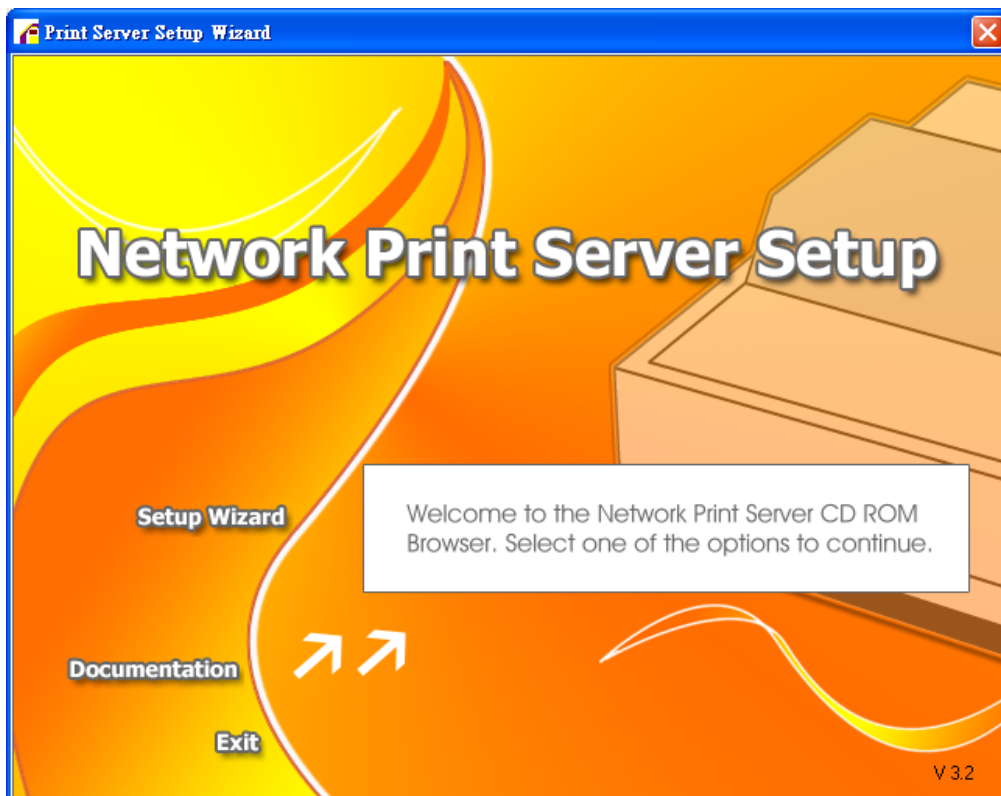 Print Server Setup Wizard
Network Print Server Setup
Setup Wizard
Welcome to the Network Print Server CD ROM
Browser. Select one of the options to continue.
Documentation
Exit
V 3.2